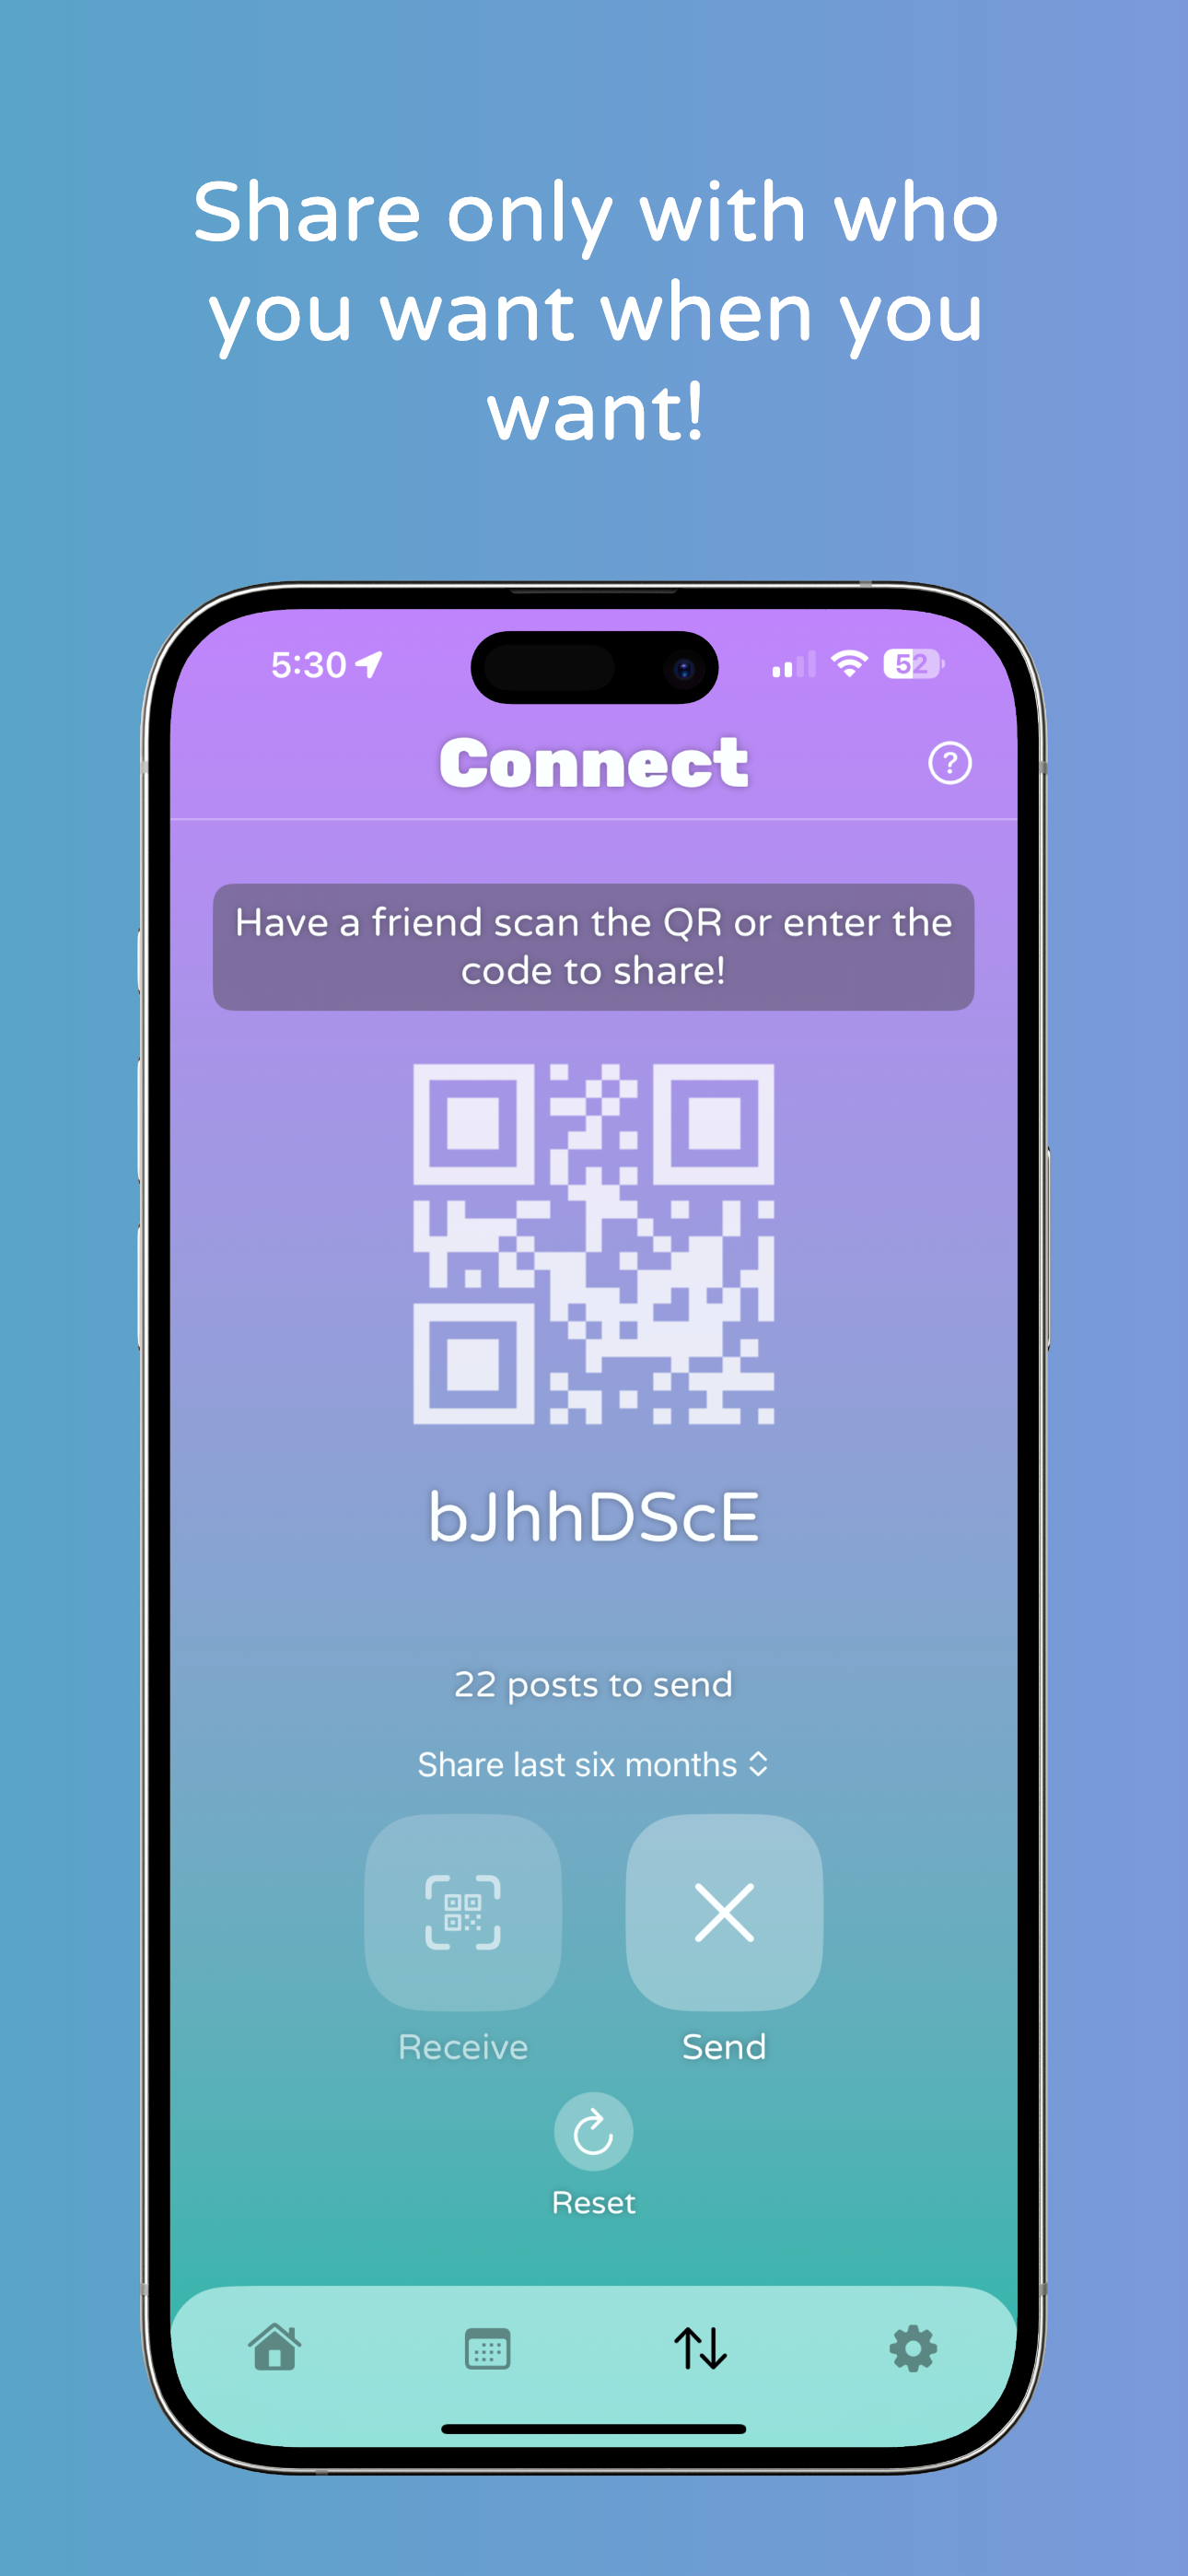 Share only with who
you want when you
want!
5:30
52
Connect
?
Have a friend scan the QR or enter the
code to share!
bJhhDScE
22 posts to send
Share last six months
Receive
Send
Reset